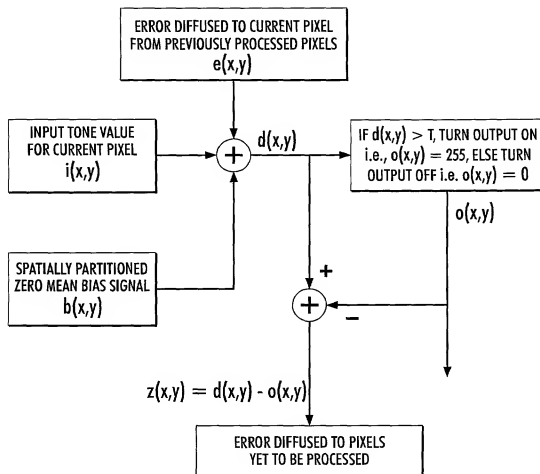 ERROR DIFFUSED TO CURRENT PIXEL
FROM PREVIOUSLY PROCESSED PIXELS
e(x,y)
INPUT TONE VALUE
FOR CURRENT PIXEL
i(x,y)
+
d(x,y)
IF d(x,y) > T, TURN OUTPUT ON
i.e., o(x,y) = 255, ELSE TURN
OUTPUT OFF i.e. o(x,y) = 0
o(x,y)
SPATIALLY PARTITIONED
ZERO MEAN BIAS SIGNAL
b(x,y)
+
+
−
z(x,y) = d(x,y) - o(x,y)
ERROR DIFFUSED TO PIXELS
YET TO BE PROCESSED